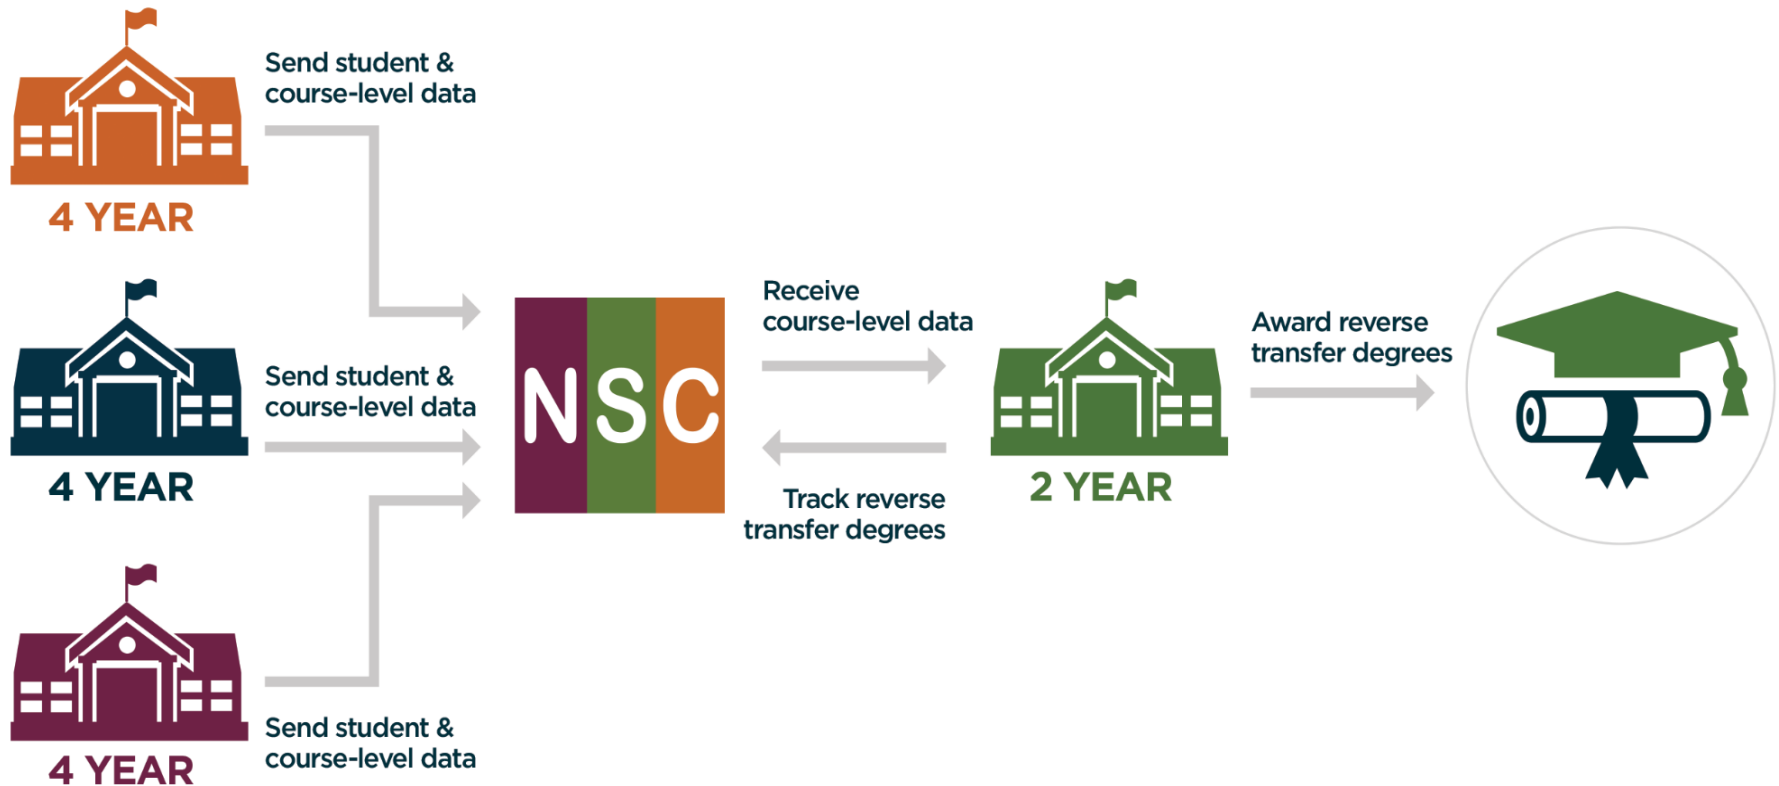 Send student &
course-level data
4 YEAR
Send student &
course-level data
4 YEAR
Send student &
course-level data
4 YEAR
NSC
Receive
course-level data
Track reverse
transfer degrees
2 YEAR
Award reverse
transfer degrees